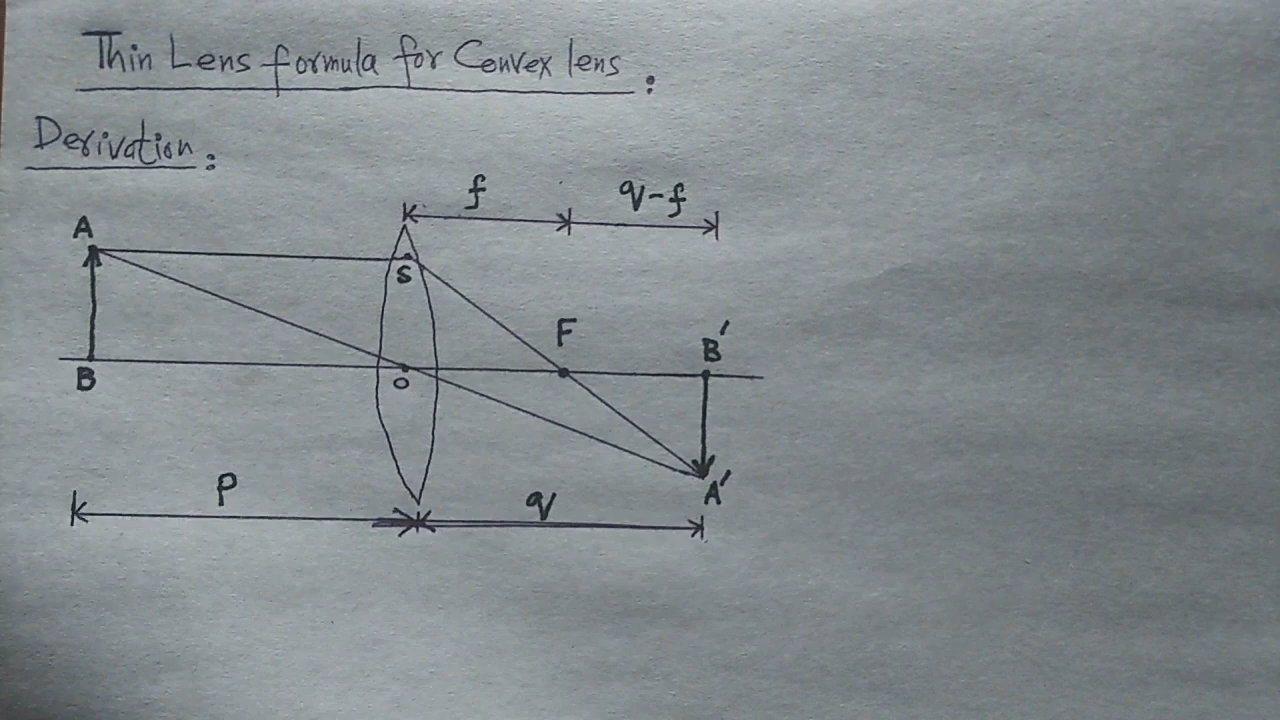 Thin Lens formula for Convex lens :
Derivation :
f q-f
A
S
F B'
B O
A'
P q